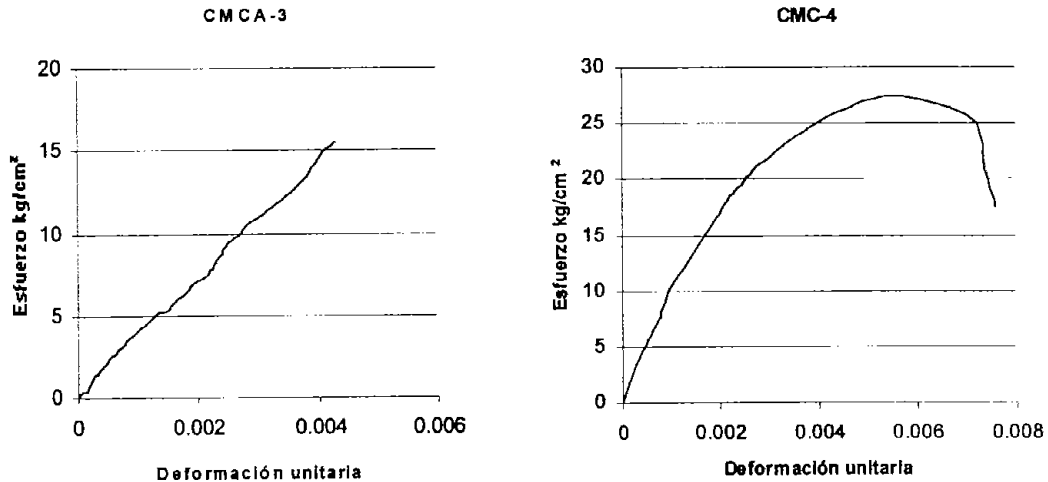 CMCA-3
20
15
10
5
0
0 0.002 0.004 0.006
Esfuerzo kg/cm²
Deformación unitaria
CMC-4
30
25
20
15
10
5
0
0 0.002 0.004 0.006 0.008
Esfuerzo kg/cm²
Deformación unitaria